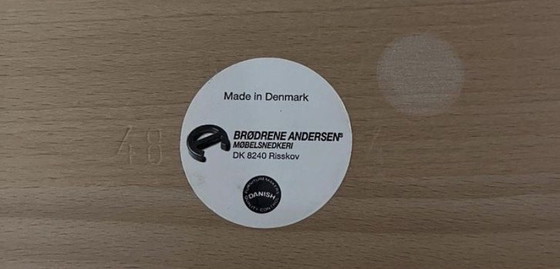 Made in Denmark
BRØDRENE ANDERSEN®
MØBELSNEDKERI
DK 8240 Risskov
DANISH